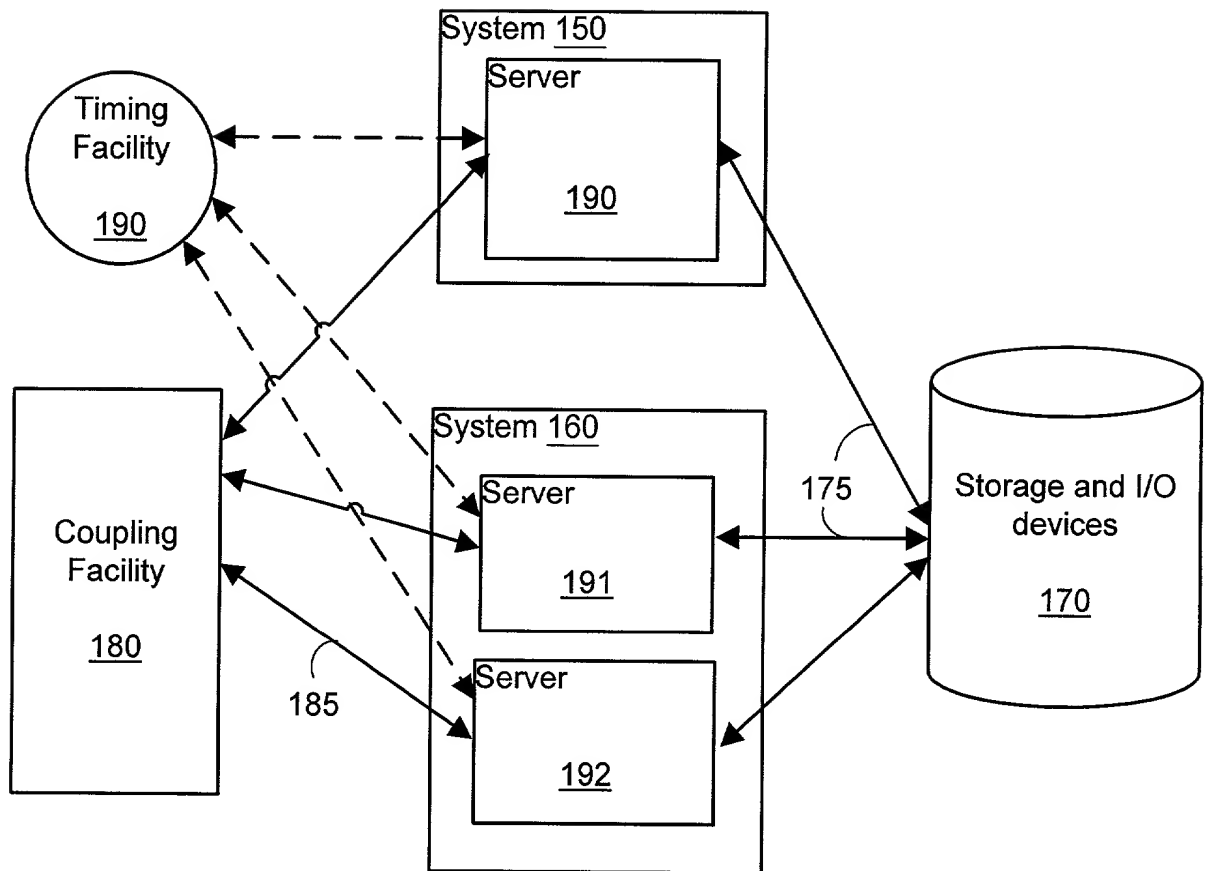 System 150
Server
190
Timing
Facility
190
System 160
Server
191
Server
192
Coupling
Facility
180
185
175
Storage and I/O
devices
170